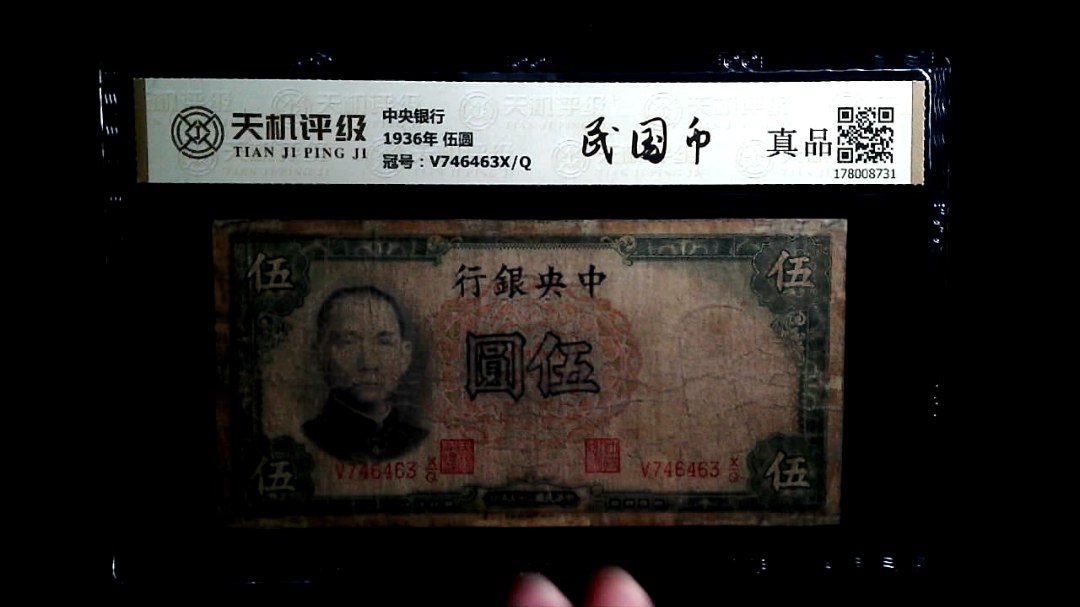 天机评级
TIAN JI PING JI
中央银行
1936年 伍圆
冠号：V746463X/Q
民国币
真品
178008731
伍
伍
行銀央中
圓伍
V746463 X/Q
V746463 X/Q
伍
伍